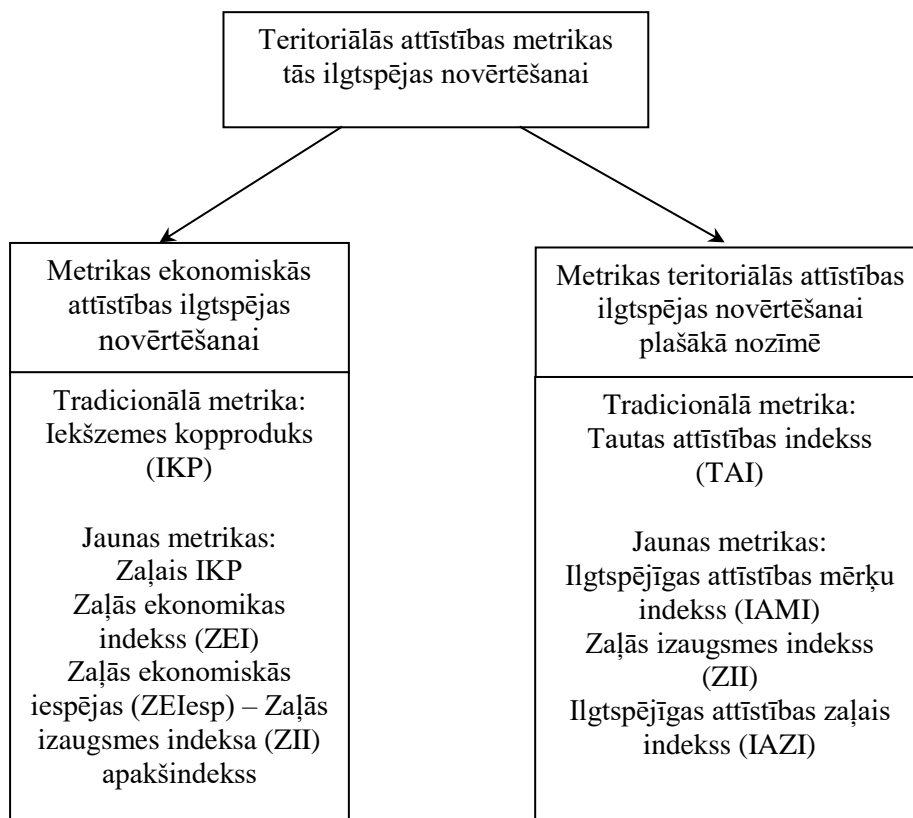 Teritoriālās attīstības metrikas
tās ilgtspējas novērtēšanai
Metrikas ekonomiskās
attīstības ilgtspējas
novērtēšanai
Tradicionālā metrika:
Iekšzemes kopproduks
(IKP)
Jaunas metrikas:
Zaļais IKP
Zaļās ekonomikas
indekss (ZEI)
Zaļās ekonomiskās
iespējas (ZEIesp) – Zaļās
izaugsmes indeksa (ZII)
apakšindekss
Metrikas teritoriālās attīstības
ilgtspējas novērtēšanai
plašākā nozīmē
Tradicionālā metrika:
Tautas attīstības indekss
(TAI)
Jaunas metrikas:
Ilgtspējīgas attīstības mērķu
indekss (IAMI)
Zaļās izaugsmes indekss
(ZII)
Ilgtspējīgas attīstības zaļais
indekss (IAZI)